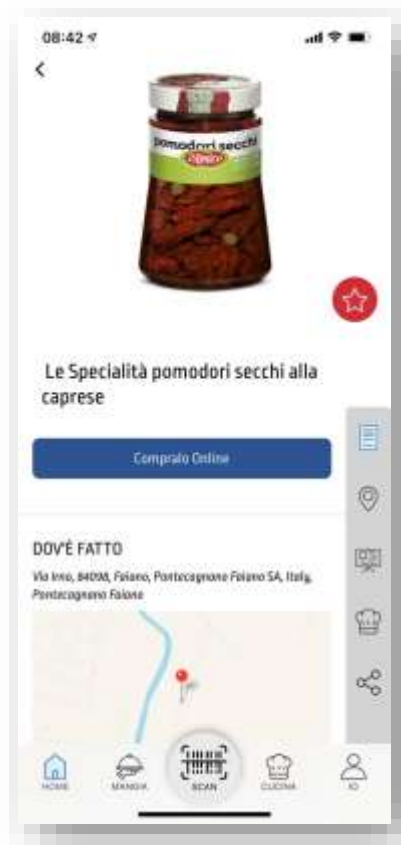 08:42
pomodori secchi
Le Specialità pomodori secchi alla
caprese
Compralo Online
DOV'È FATTO
Via Irno, 84098, Faiano, Pontecagnano Faiano SA, Italy,
Pontecagnano Faiano
HOME
MANGIA
SCAN
CUCINA
IO